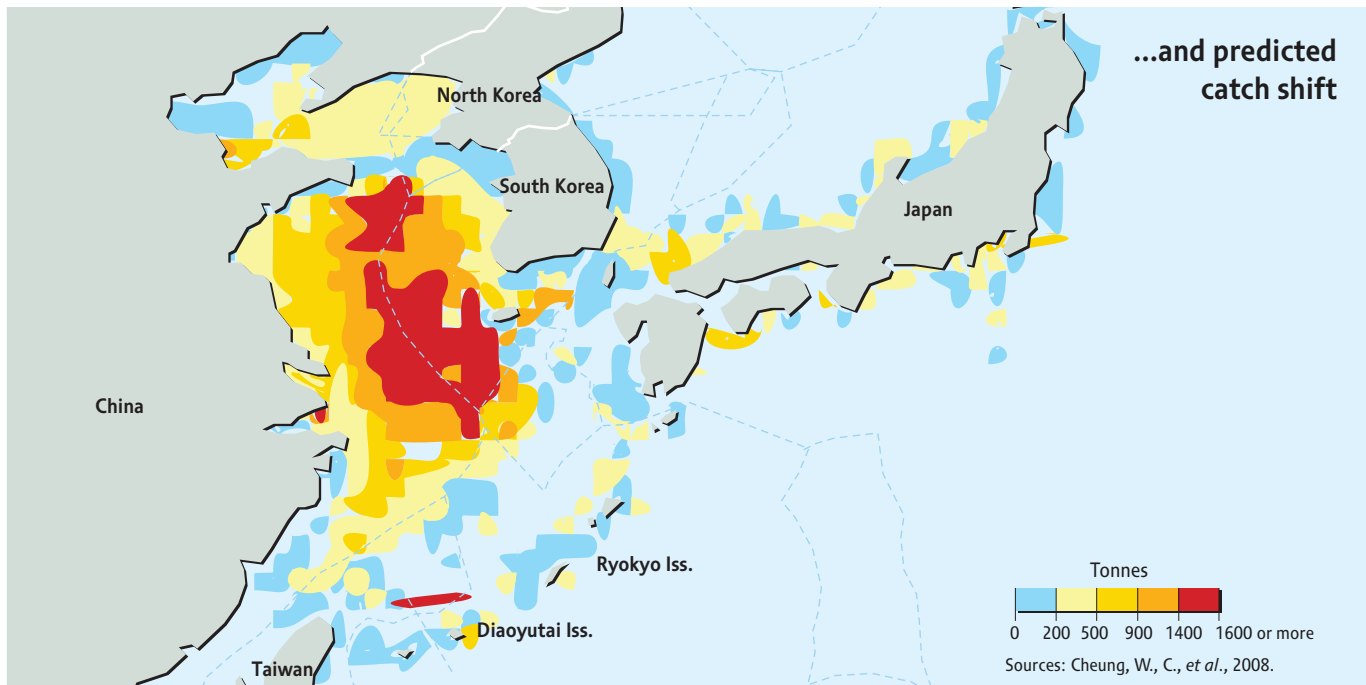 ...and predicted
catch shift
North Korea
South Korea
Japan
China
Ryokyo Iss.
Diaoyutai Iss.
Taiwan
Tonnes
0 200 500 900 1400 1600 or more
Sources: Cheung, W., C., et al., 2008.